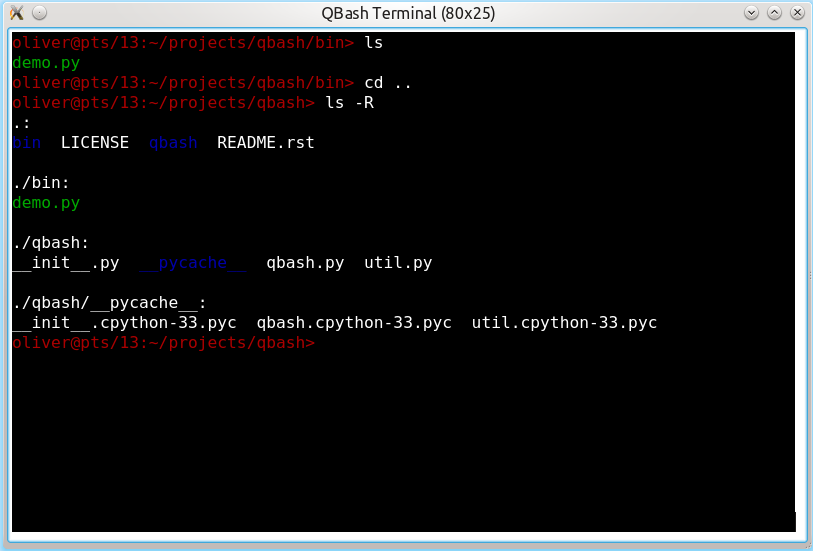 QBash Terminal (80x25)
oliver@pts/13:~/projects/qbash/bin> ls
demo.py
oliver@pts/13:~/projects/qbash/bin> cd ..
oliver@pts/13:~/projects/qbash> ls -R
.:
bin  LICENSE  qbash  README.rst
./bin:
demo.py
./qbash:
__init__.py  __pycache__  qbash.py  util.py
./qbash/__pycache__:
__init__.cpython-33.pyc  qbash.cpython-33.pyc  util.cpython-33.pyc
oliver@pts/13:~/projects/qbash>